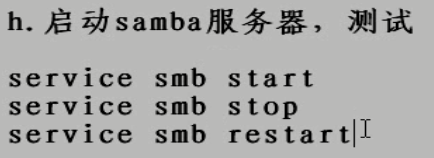 h.启动samba服务器，测试
service smb start
service smb stop
service smb restart